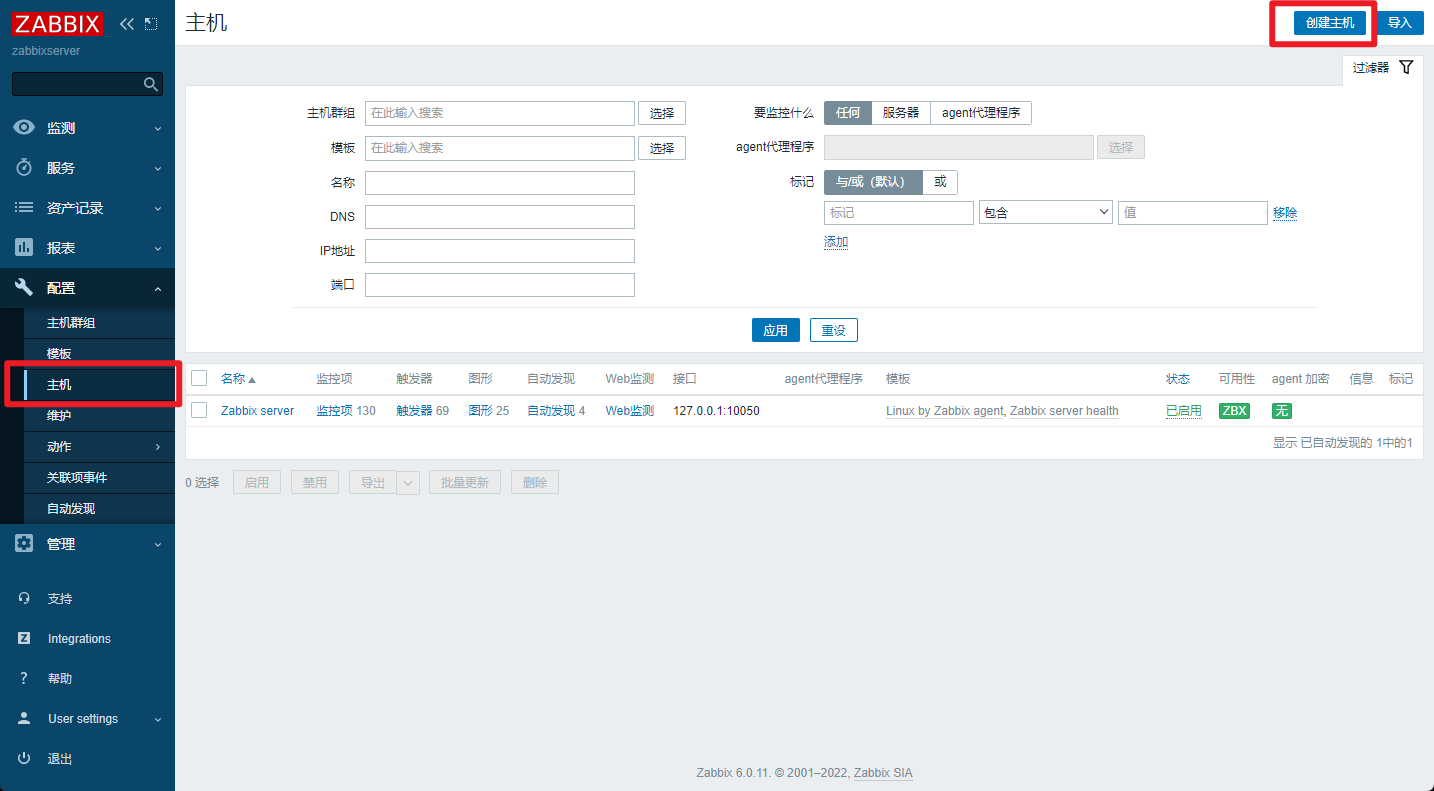 ZABBIX
zabbixserver
监测
服务
资产记录
报表
配置
主机群组
模板
主机
维护
动作
关联项事件
自动发现
管理
支持
Integrations
帮助
User settings
退出
主机
创建主机 导入
过滤器
主机群组 在此输入搜索 选择
模板 在此输入搜索 选择
名称
DNS
IP地址
端口
要监控什么 任何 服务器 agent代理程序
agent代理程序 选择
标记 与/或（默认） 或
标记 包含 值 移除
添加
应用 重设
名称 监控项 触发器 图形 自动发现 Web监测 接口 agent代理程序 模板 状态 可用性 agent 加密 信息 标记
Zabbix server 监控项 130 触发器 69 图形 25 自动发现 4 Web监测 127.0.0.1:10050 Linux by Zabbix agent, Zabbix server health 已启用 ZBX 无
显示 已自动发现的 1中的1
0 选择 启用 禁用 导出 批量更新 删除
Zabbix 6.0.11. © 2001–2022, Zabbix SIA